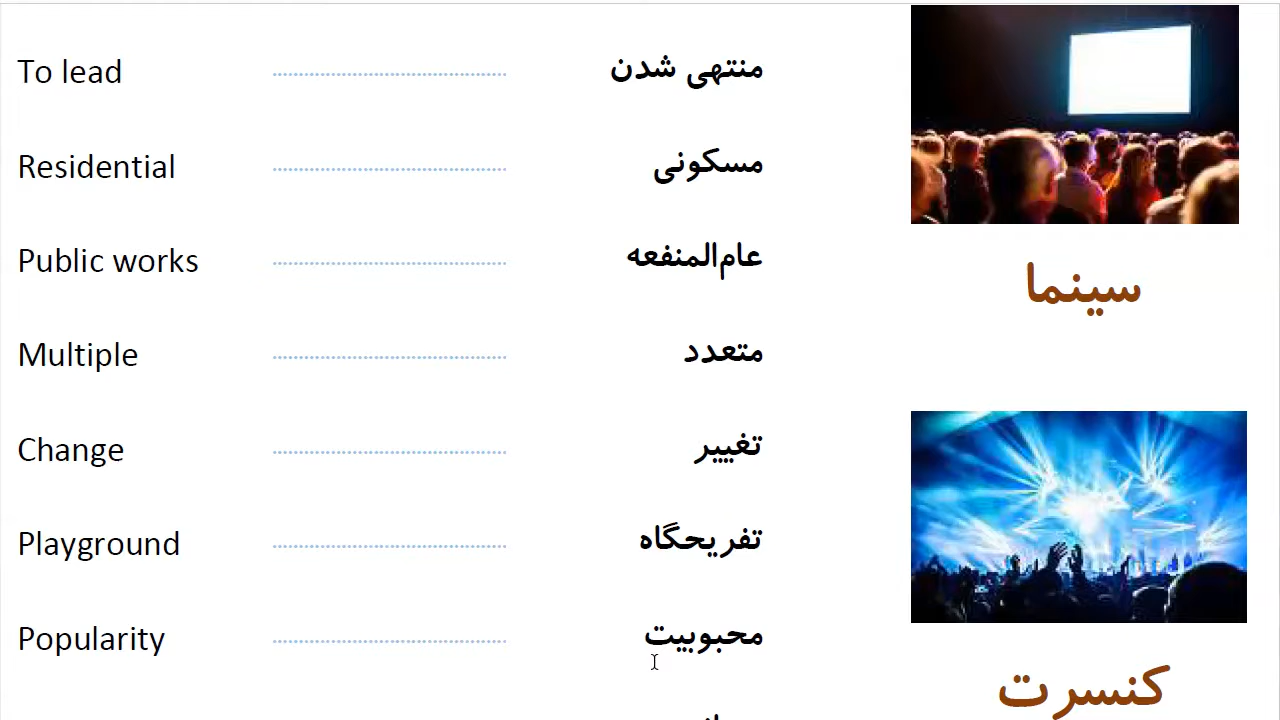 To lead منتهی شدن
Residential مسکونی
Public works عام‌المنفعه
Multiple متعدد
Change تغییر
Playground تفریحگاه
Popularity محبوبیت
سینما
کنسرت